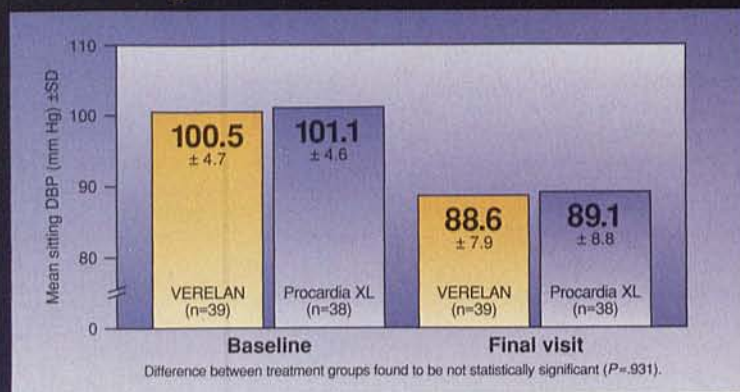 Mean sitting DBP (mm Hg) ±SD
110
100
90
80
0
100.5
± 4.7
VERELAN
(n=39)
101.1
± 4.6
Procardia XL
(n=38)
88.6
± 7.9
VERELAN
(n=39)
89.1
± 8.8
Procardia XL
(n=38)
Baseline
Final visit
Difference between treatment groups found to be not statistically significant (P=.931).